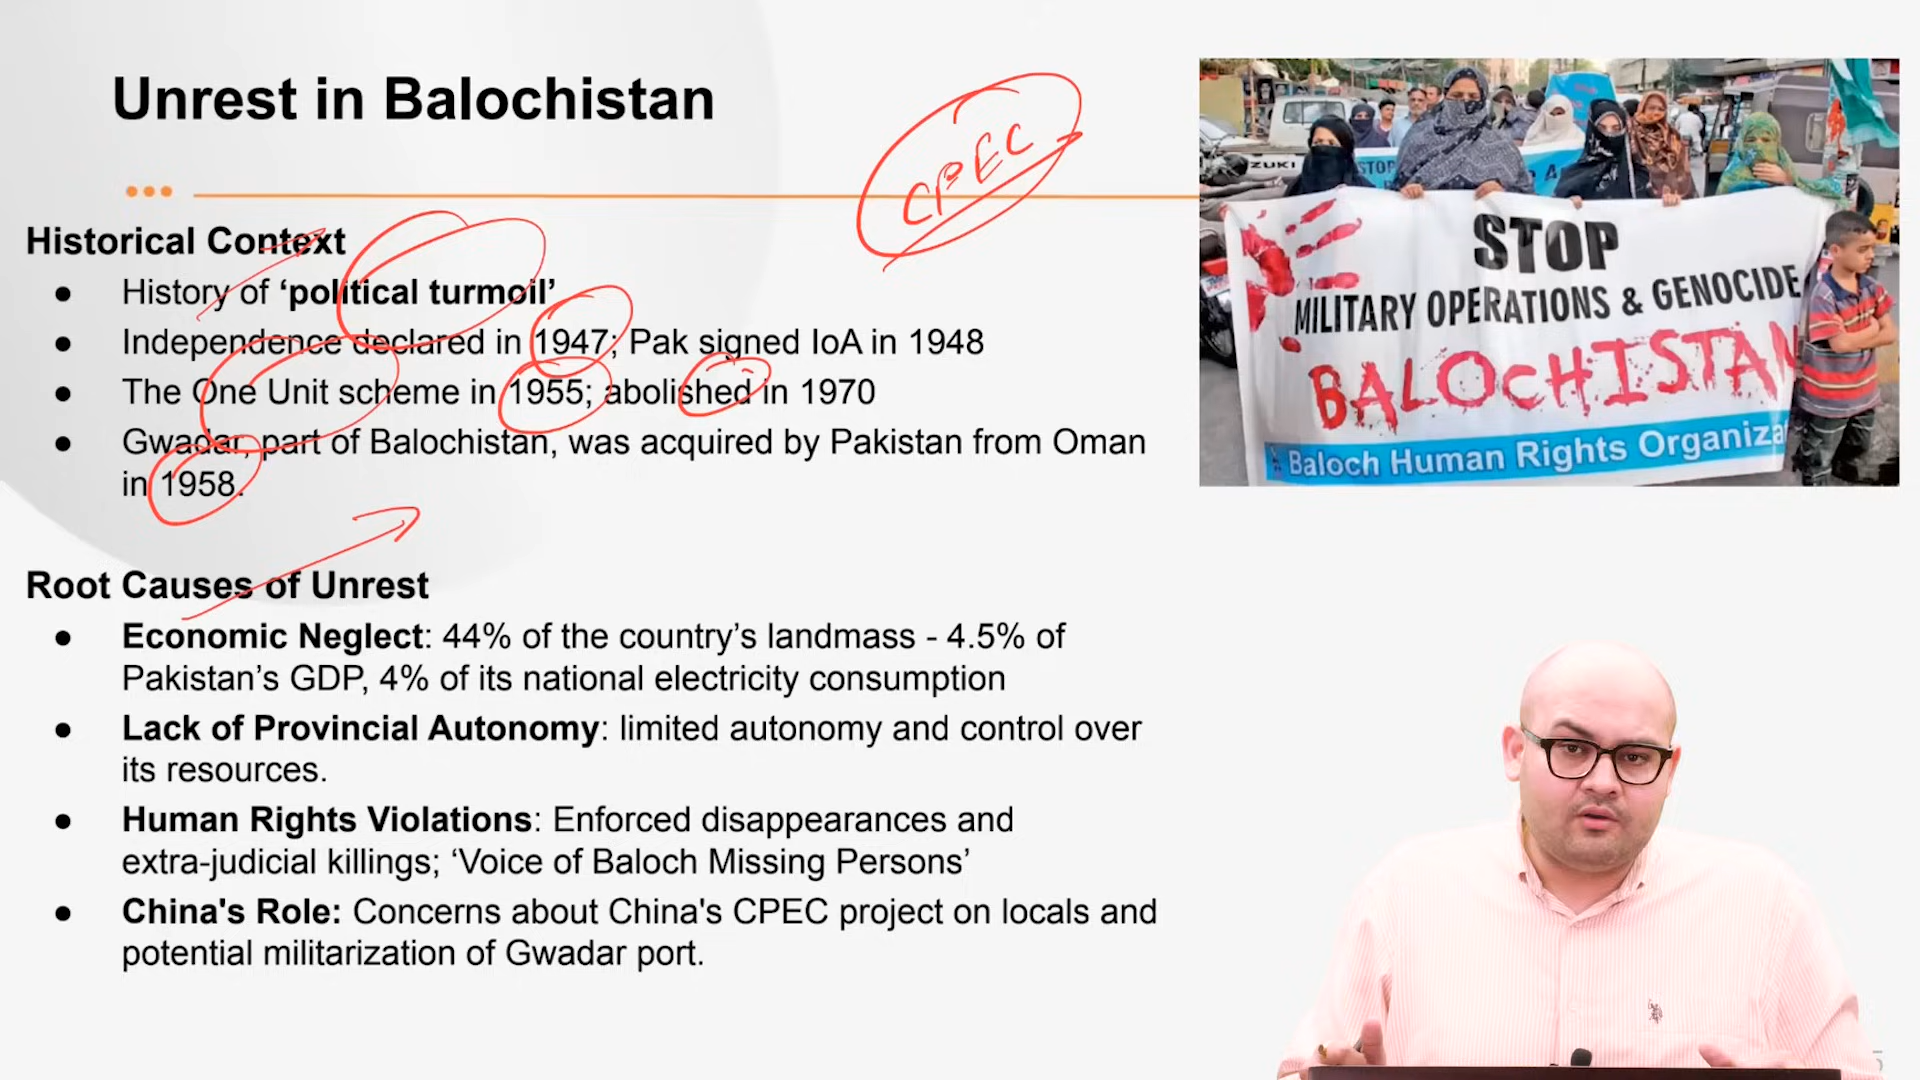 Unrest in Balochistan
CPEC
Historical Context
● History of ‘political turmoil’
● Independence declared in 1947; Pak signed IoA in 1948
● The One Unit scheme in 1955; abolished in 1970
● Gwadar, part of Balochistan, was acquired by Pakistan from Oman
in 1958.
Root Causes of Unrest
● Economic Neglect: 44% of the country’s landmass - 4.5% of
Pakistan’s GDP, 4% of its national electricity consumption
● Lack of Provincial Autonomy: limited autonomy and control over
its resources.
● Human Rights Violations: Enforced disappearances and
extra-judicial killings; ‘Voice of Baloch Missing Persons’
● China's Role: Concerns about China's CPEC project on locals and
potential militarization of Gwadar port.
STOP
STOP
MILITARY OPERATIONS & GENOCIDE
BALOCHISTAN
Baloch Human Rights Organiza
5